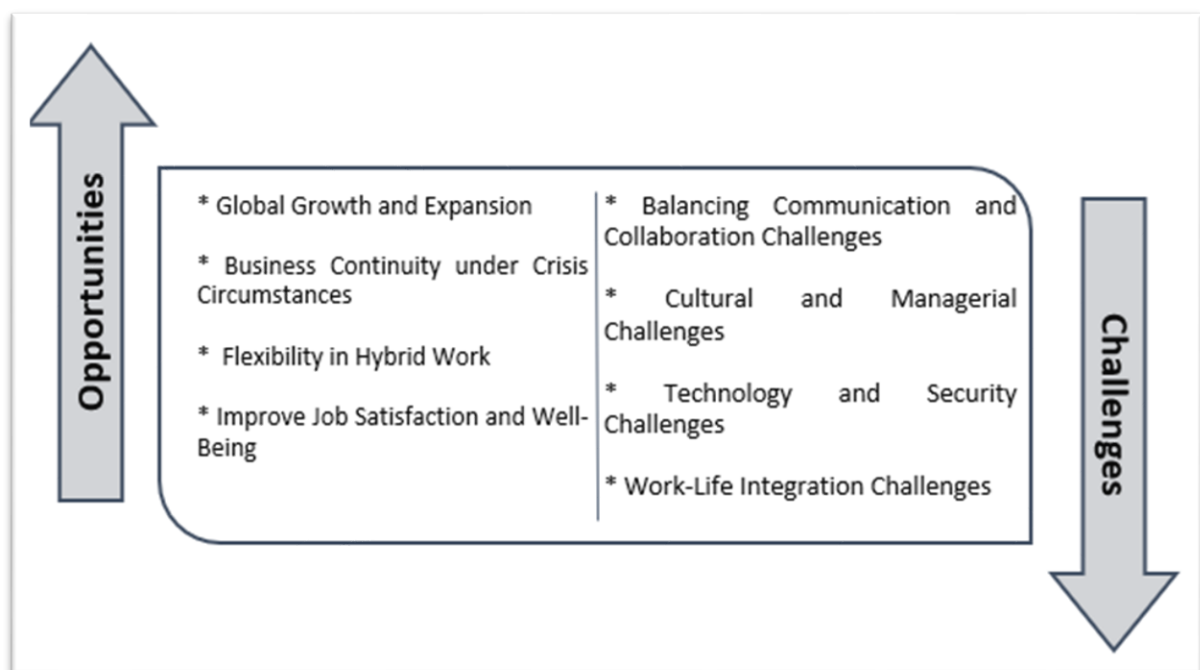 Opportunities
* Global Growth and Expansion
* Business Continuity under Crisis
Circumstances
* Flexibility in Hybrid Work
* Improve Job Satisfaction and Well-
Being
* Balancing Communication and
Collaboration Challenges
* Cultural and Managerial
Challenges
* Technology and Security
Challenges
* Work-Life Integration Challenges
Challenges